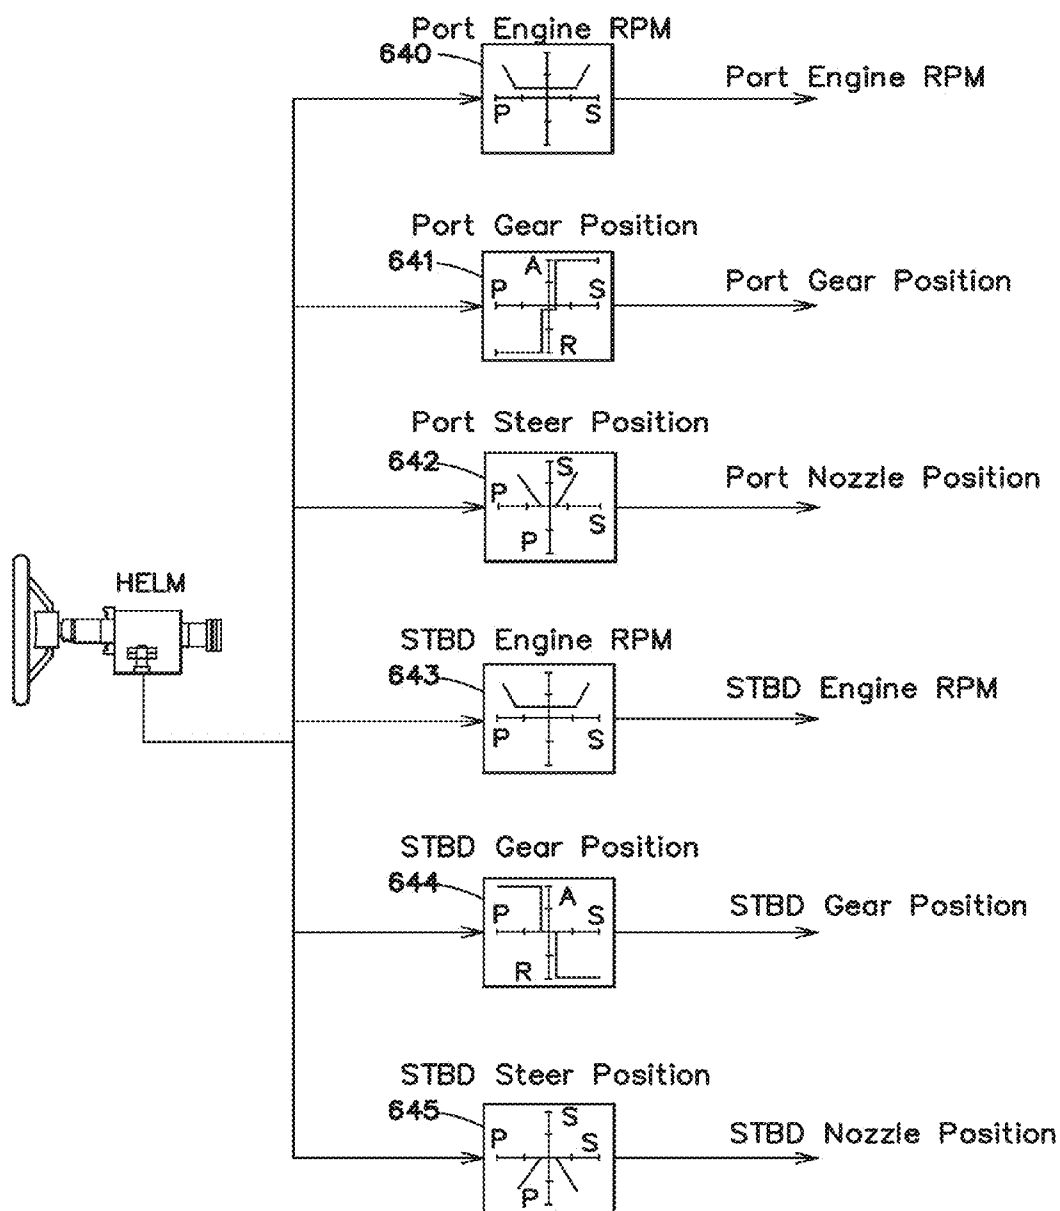 Port Engine RPM
640
P S
Port Engine RPM
Port Gear Position
641
A
P S
R
Port Gear Position
Port Steer Position
642
S
P S
P
Port Nozzle Position
HELM
STBD Engine RPM
643
P S
STBD Engine RPM
STBD Gear Position
644
A
P S
R
STBD Gear Position
STBD Steer Position
645
S
P S
P
STBD Nozzle Position